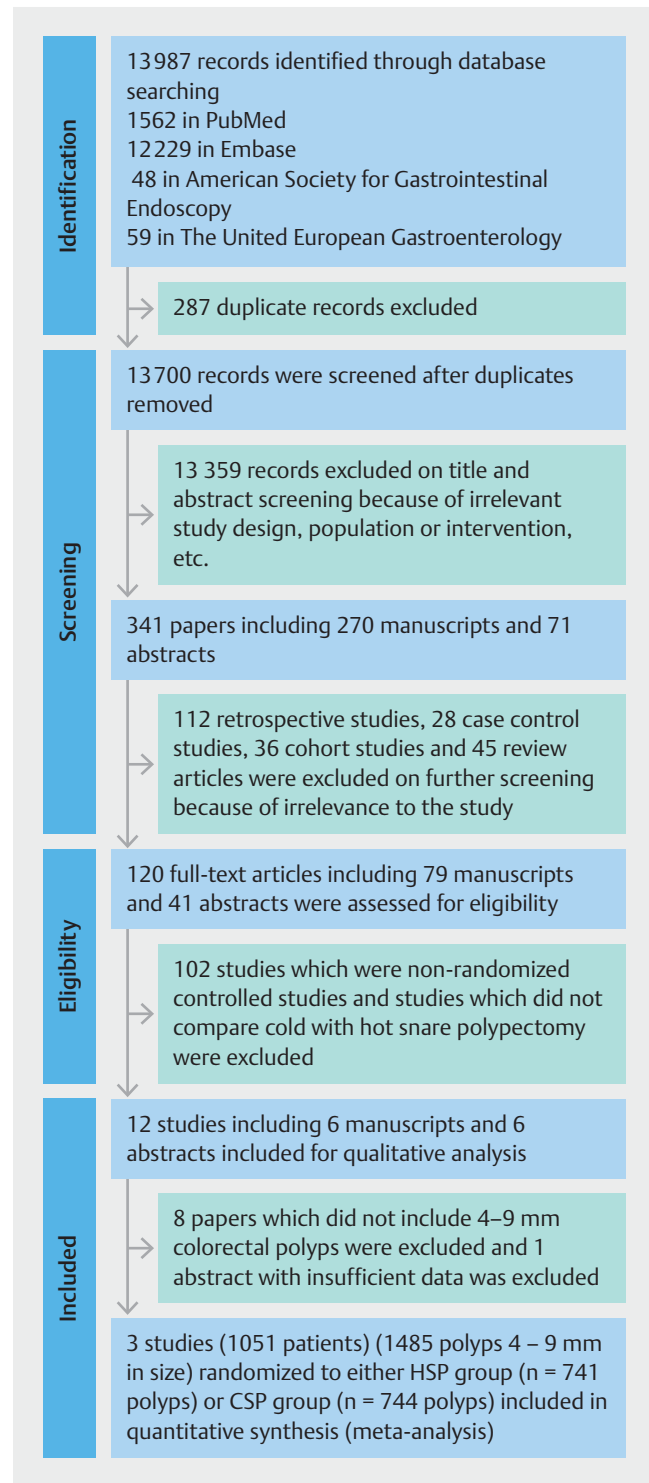 Identification
13 987 records identified through database
searching
1562 in PubMed
12 229 in Embase
48 in American Society for Gastrointestinal
Endoscopy
59 in The United European Gastroenterology
287 duplicate records excluded
Screening
13 700 records were screened after duplicates
removed
13 359 records excluded on title and
abstract screening because of irrelevant
study design, population or intervention,
etc.
341 papers including 270 manuscripts and 71
abstracts
112 retrospective studies, 28 case control
studies, 36 cohort studies and 45 review
articles were excluded on further screening
because of irrelevance to the study
Eligibility
120 full-text articles including 79 manuscripts
and 41 abstracts were assessed for eligibility
102 studies which were non-randomized
controlled studies and studies which did not
compare cold with hot snare polypectomy
were excluded
Included
12 studies including 6 manuscripts and 6
abstracts included for qualitative analysis
8 papers which did not include 4–9 mm
colorectal polyps were excluded and 1
abstract with insufficient data was excluded
3 studies (1051 patients) (1485 polyps 4 – 9 mm
in size) randomized to either HSP group (n = 741
polyps) or CSP group (n = 744 polyps) included in
quantitative synthesis (meta-analysis)